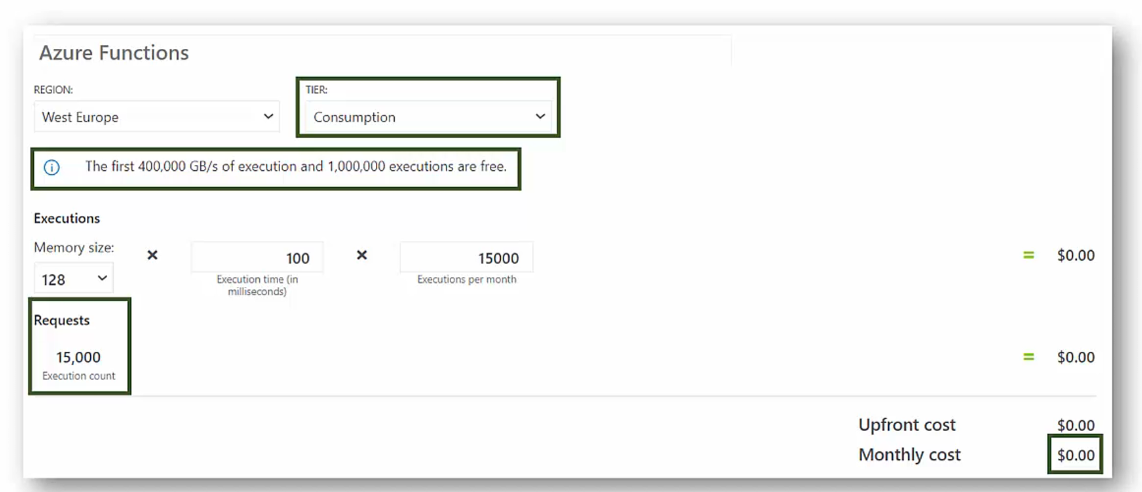 Azure Functions
REGION:
TIER:
West Europe
Consumption
The first 400,000 GB/s of execution and 1,000,000 executions are free.
Executions
Memory size:
128
×
100
Execution time (in
milliseconds)
×
15000
Executions per month
= $0.00
Requests
15,000
Execution count
= $0.00
Upfront cost $0.00
Monthly cost $0.00